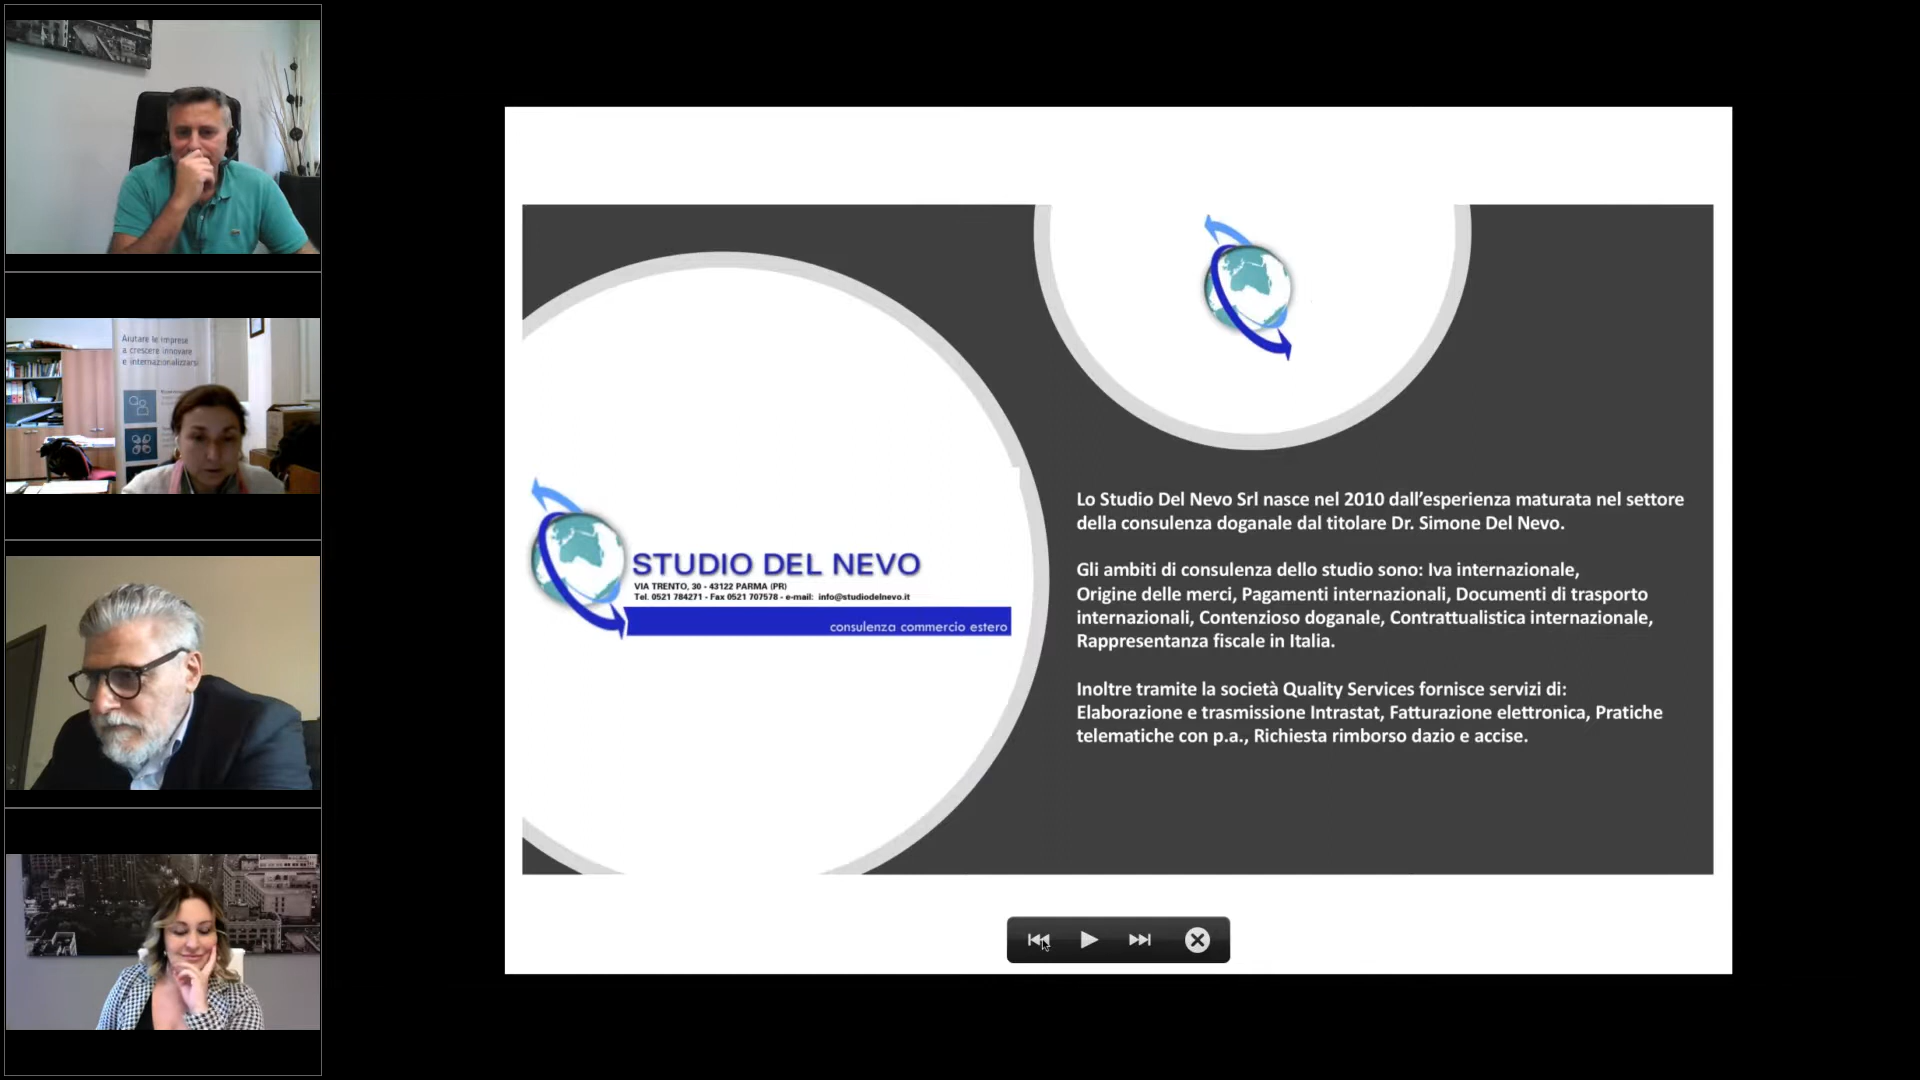 Aiutare le imprese
a crescere innovare
e internazionalizzarsi
STUDIO DEL NEVO
VIA TRENTO, 30 - 43122 PARMA (PR)
Tel. 0521 784271 - Fax 0521 707578 - e-mail: info@studiodelnevo.it
consulenza commercio estero
Lo Studio Del Nevo Srl nasce nel 2010 dall’esperienza maturata nel settore
della consulenza doganale dal titolare Dr. Simone Del Nevo.
Gli ambiti di consulenza dello studio sono: Iva internazionale,
Origine delle merci, Pagamenti internazionali, Documenti di trasporto
internazionali, Contenzioso doganale, Contrattualistica internazionale,
Rappresentanza fiscale in Italia.
Inoltre tramite la società Quality Services fornisce servizi di:
Elaborazione e trasmissione Intrastat, Fatturazione elettronica, Pratiche
telematiche con p.a., Richiesta rimborso dazio e accise.